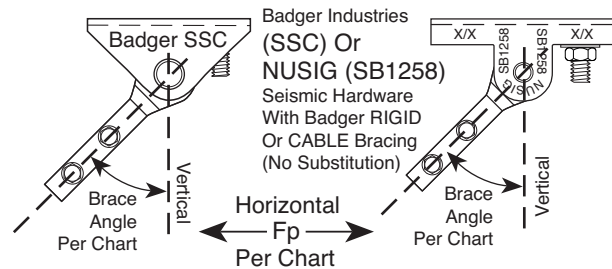 Badger SSC
Brace
Angle
Per Chart
Vertical
Badger Industries
(SSC) Or
NUSIG (SB1258)
Seismic Hardware
With Badger RIGID
Or CABLE Bracing
(No Substitution)
Horizontal
Fp
Per Chart
X/X
SB1258
SB1258
X/X
NUSIG
Brace
Angle
Per Chart
Vertical